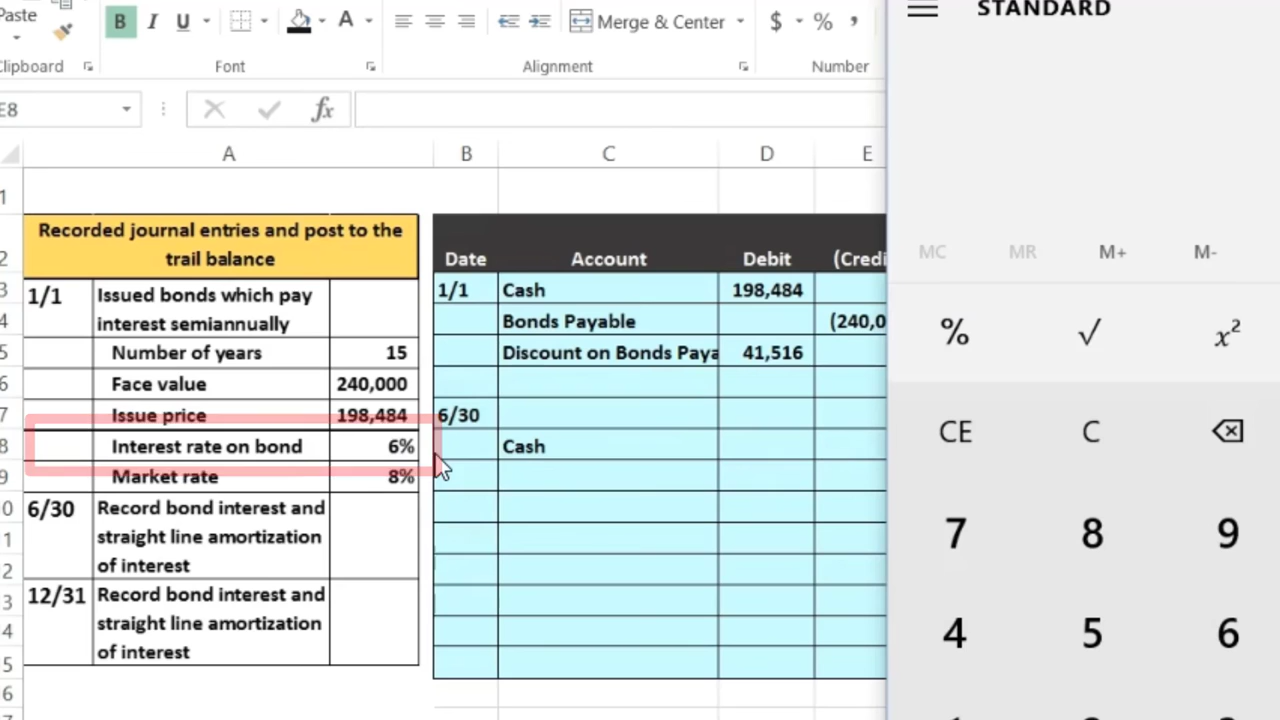 Paste
B I U A
Merge & Center
$ % ,
Clipboard
Font
Alignment
Number
E8
fx
A B C D E
1
2
3
4
5
6
7
8
9
0
1
2
3
4
5
6
Recorded journal entries and post to the
trail balance
1/1 Issued bonds which pay
interest semiannually
Number of years 15
Face value 240,000
Issue price 198,484
Interest rate on bond 6%
Market rate 8%
6/30 Record bond interest and
straight line amortization
of interest
12/31 Record bond interest and
straight line amortization
of interest
Date Account Debit (Credi
1/1 Cash 198,484
Bonds Payable (240,0
Discount on Bonds Paya 41,516
6/30
Cash
STANDARD
MC MR M+ M-
% √ x²
CE C
7 8 9
4 5 6